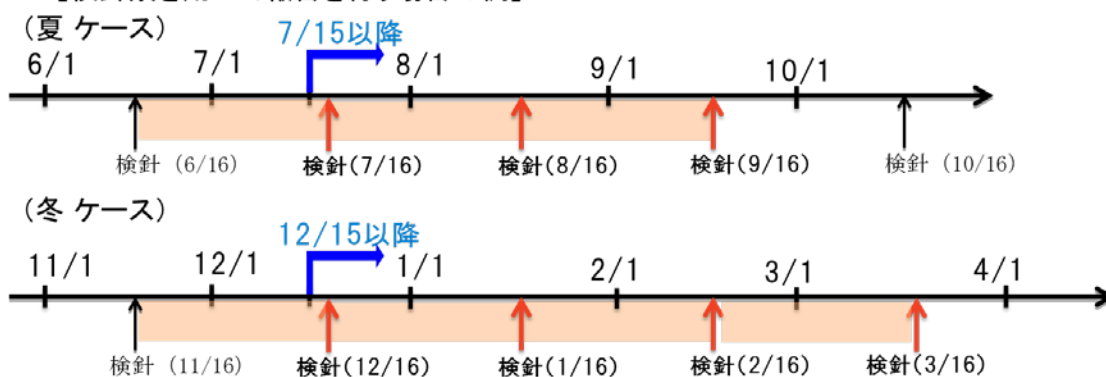 (夏 ケース)
7/15以降
6/1 7/1 8/1 9/1 10/1
検針 (6/16) 検針(7/16) 検針(8/16) 検針(9/16) 検針 (10/16)
(冬 ケース)
12/15以降
11/1 12/1 1/1 2/1 3/1 4/1
検針 (11/16) 検針(12/16) 検針(1/16) 検針(2/16) 検針(3/16)